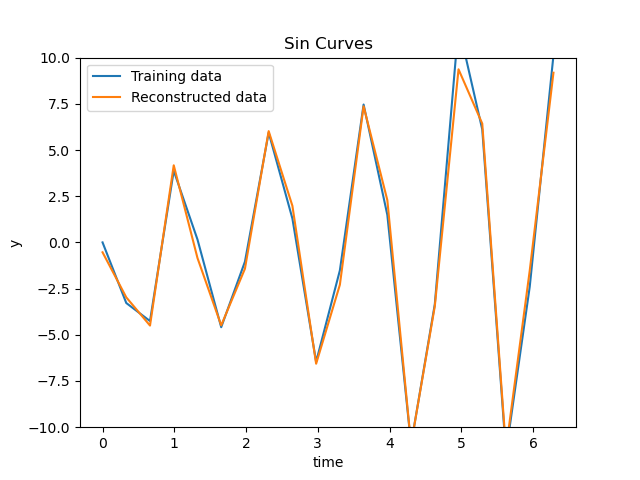 Sin Curves
Training data
Reconstructed data
10.0
7.5
5.0
2.5
0.0
−2.5
−5.0
−7.5
−10.0
y
0 1 2 3 4 5 6
time